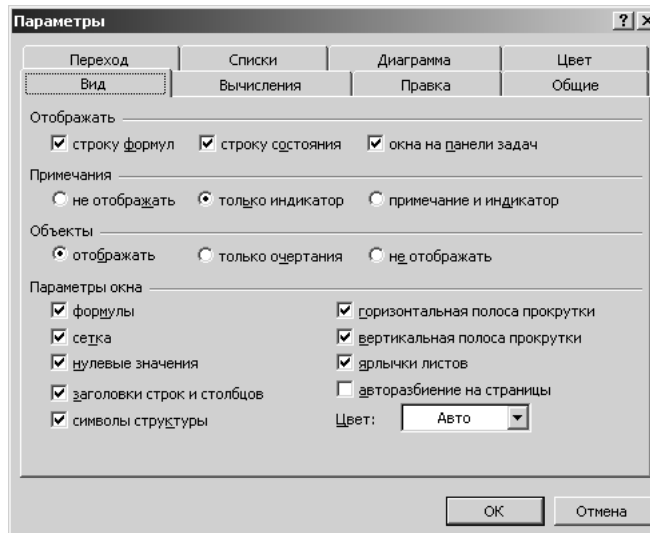 Параметры
Переход Списки Диаграмма Цвет
Вид Вычисления Правка Общие
Отображать
строку формул строку состояния окна на панели задач
Примечания
не отображать только индикатор примечание и индикатор
Объекты
отображать только очертания не отображать
Параметры окна
формулы горизонтальная полоса прокрутки
сетка вертикальная полоса прокрутки
нулевые значения ярлычки листов
заголовки строк и столбцов авторазбиение на страницы
символы структуры Цвет: Авто
ОК Отмена